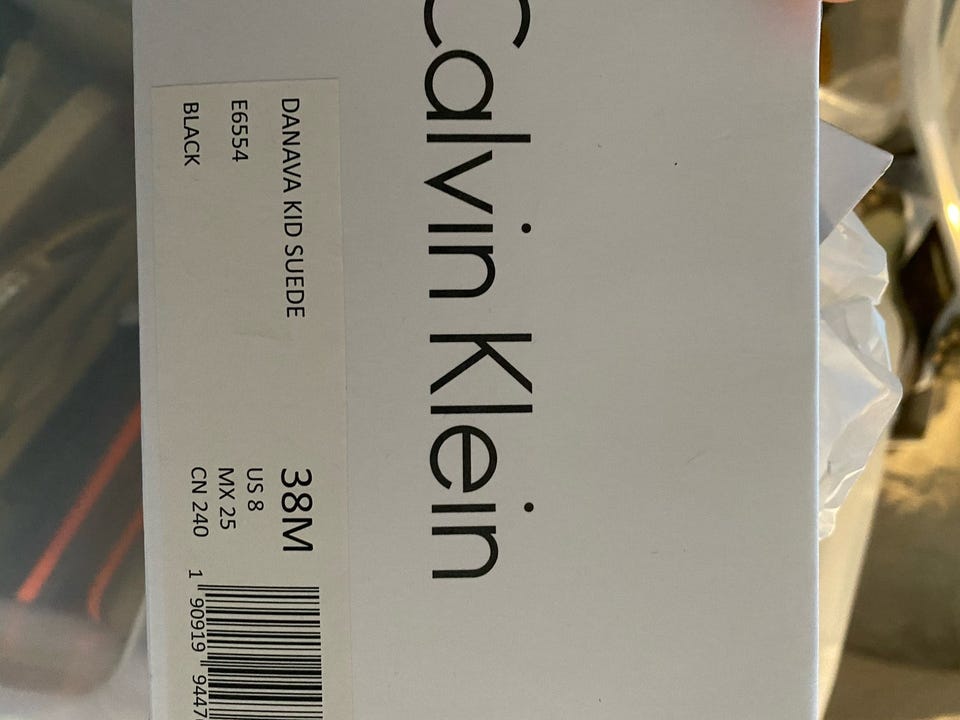 Calvin Klein
DANAVA KID SUEDE
E6554
BLACK
38M
US 8
MX 25
CN 240
1 90919 9447